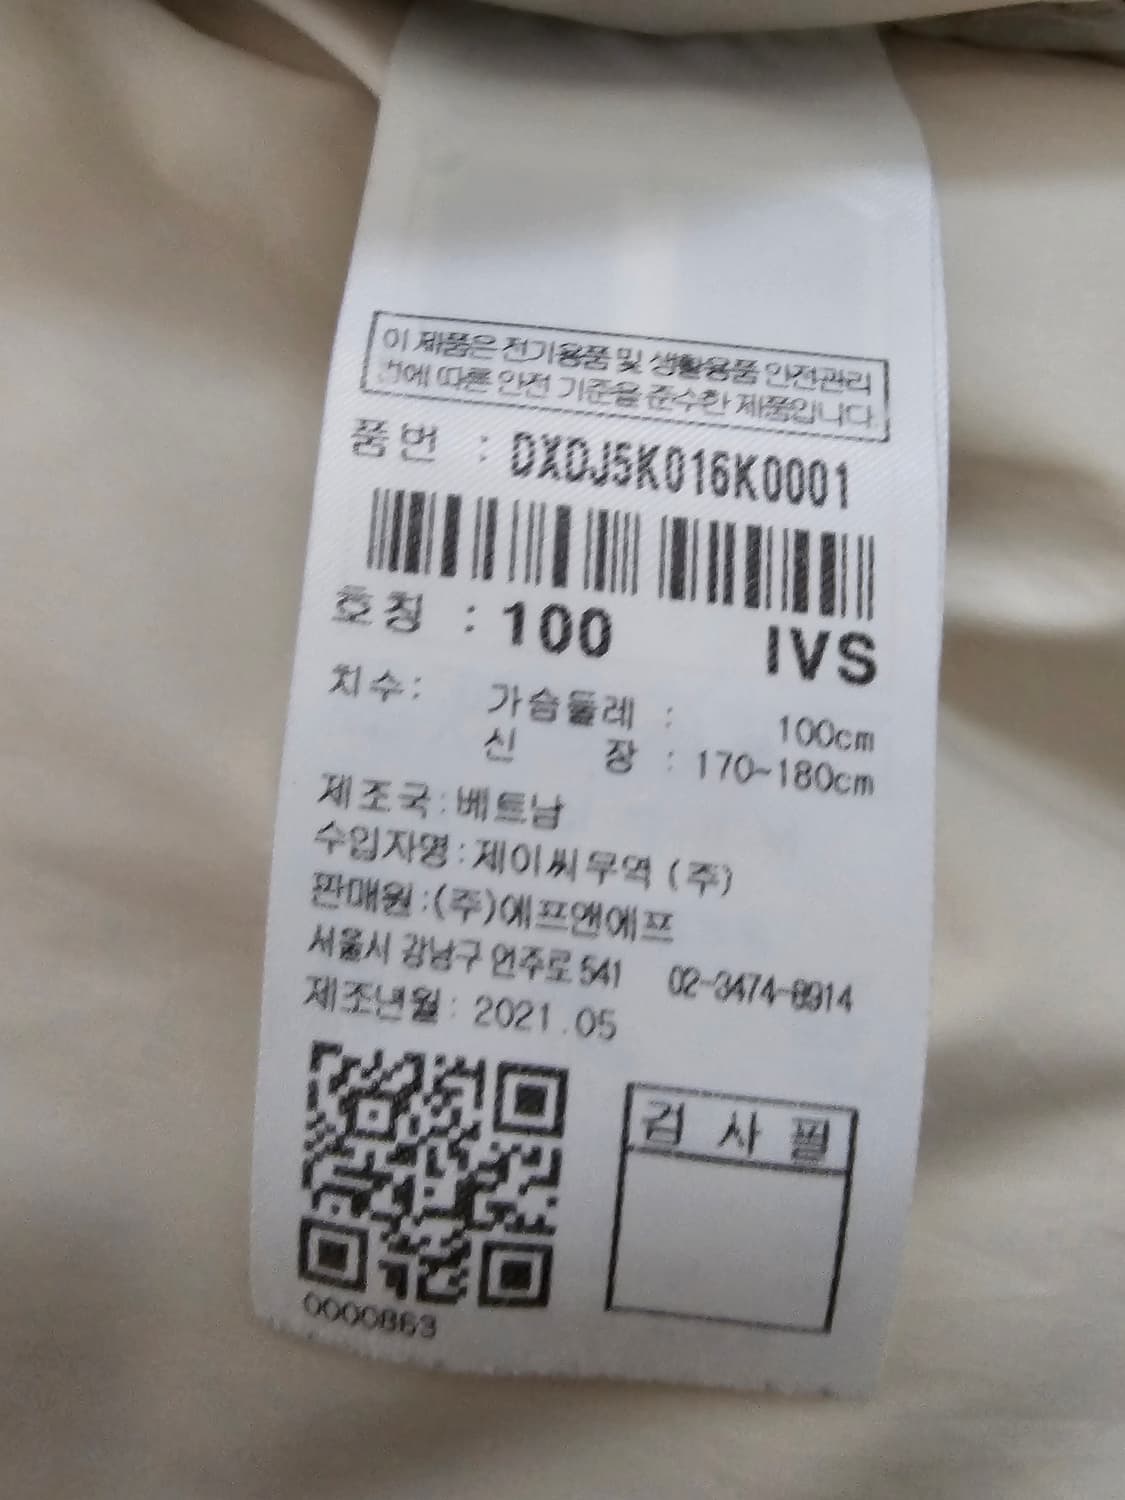 이 제품은 전기용품 및 생활용품 안전관리
법에 따른 안전 기준을 준수한 제품입니다.
품번 : DXDJ5K016K0001
호칭 : 100 IVS
치수: 가슴둘레 : 100cm
신 장 : 170~180cm
제조국:베트남
수입자명:제이씨무역 (주)
판매원:(주)에프앤에프
서울시 강남구 언주로 541 02-3474-8914
제조년월: 2021.05
검 사 필
0000863